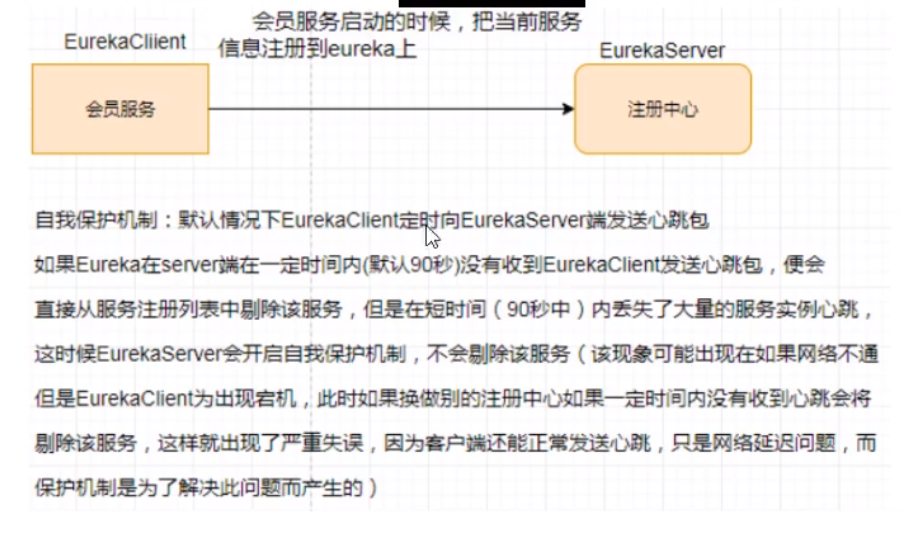 会员服务启动的时候，把当前服务
信息注册到eureka上
EurekaCliient
EurekaServer
会员服务
注册中心
自我保护机制：默认情况下EurekaClient定时向EurekaServer端发送心跳包
如果Eureka在server端在一定时间内(默认90秒)没有收到EurekaClient发送心跳包，便会
直接从服务注册列表中剔除该服务，但是在短时间（90秒中）内丢失了大量的服务实例心跳，
这时候EurekaServer会开启自我保护机制，不会剔除该服务（该现象可能出现在如果网络不通
但是EurekaClient为出现宕机，此时如果换做别的注册中心如果一定时间内没有收到心跳会将
剔除该服务，这样就出现了严重失误，因为客户端还能正常发送心跳，只是网络延迟问题，而
保护机制是为了解决此问题而产生的）